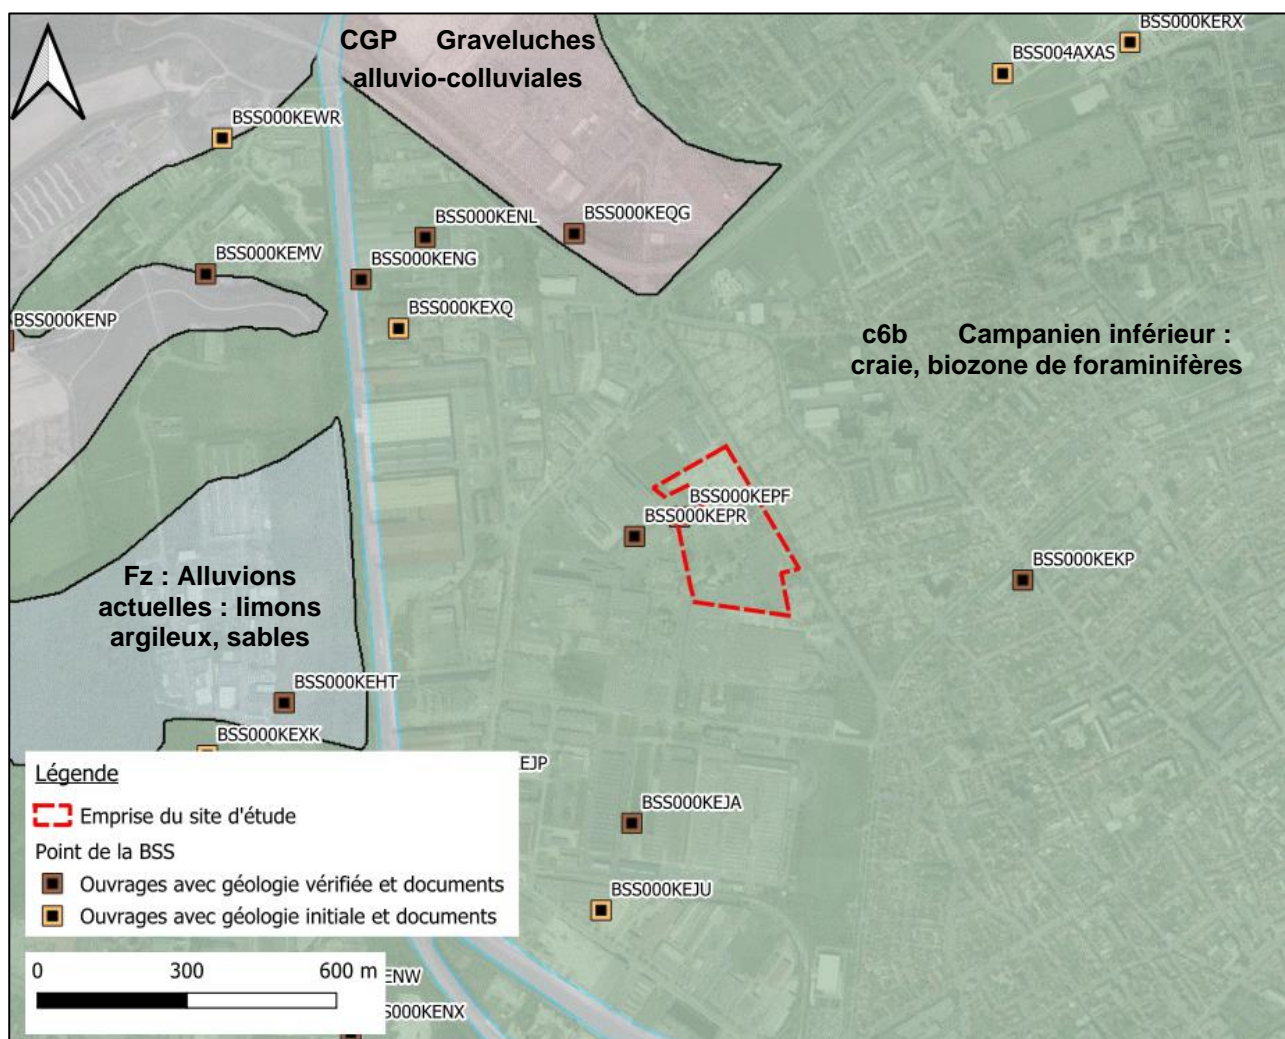 CGP Graveluches
alluvio-colluviales
BSS000KERX
BSS004AXAS
BSS000KEWR
BSS000KENL
BSS000KEQG
BSS000KEMV
BSS000KENG
BSS000KENP
BSS000KEXQ
c6b Campanien inférieur :
craie, biozone de foraminifères
BSS000KEPF
BSS000KEPR
BSS000KEKP
Fz : Alluvions
actuelles : limons
argileux, sables
BSS000KEHT
BSS000KEXK
EJP
BSS000KEJA
BSS000KEJU
Légende
Emprise du site d'étude
Point de la BSS
Ouvrages avec géologie vérifiée et documents
Ouvrages avec géologie initiale et documents
0 300 600 m
ENW
S000KENX